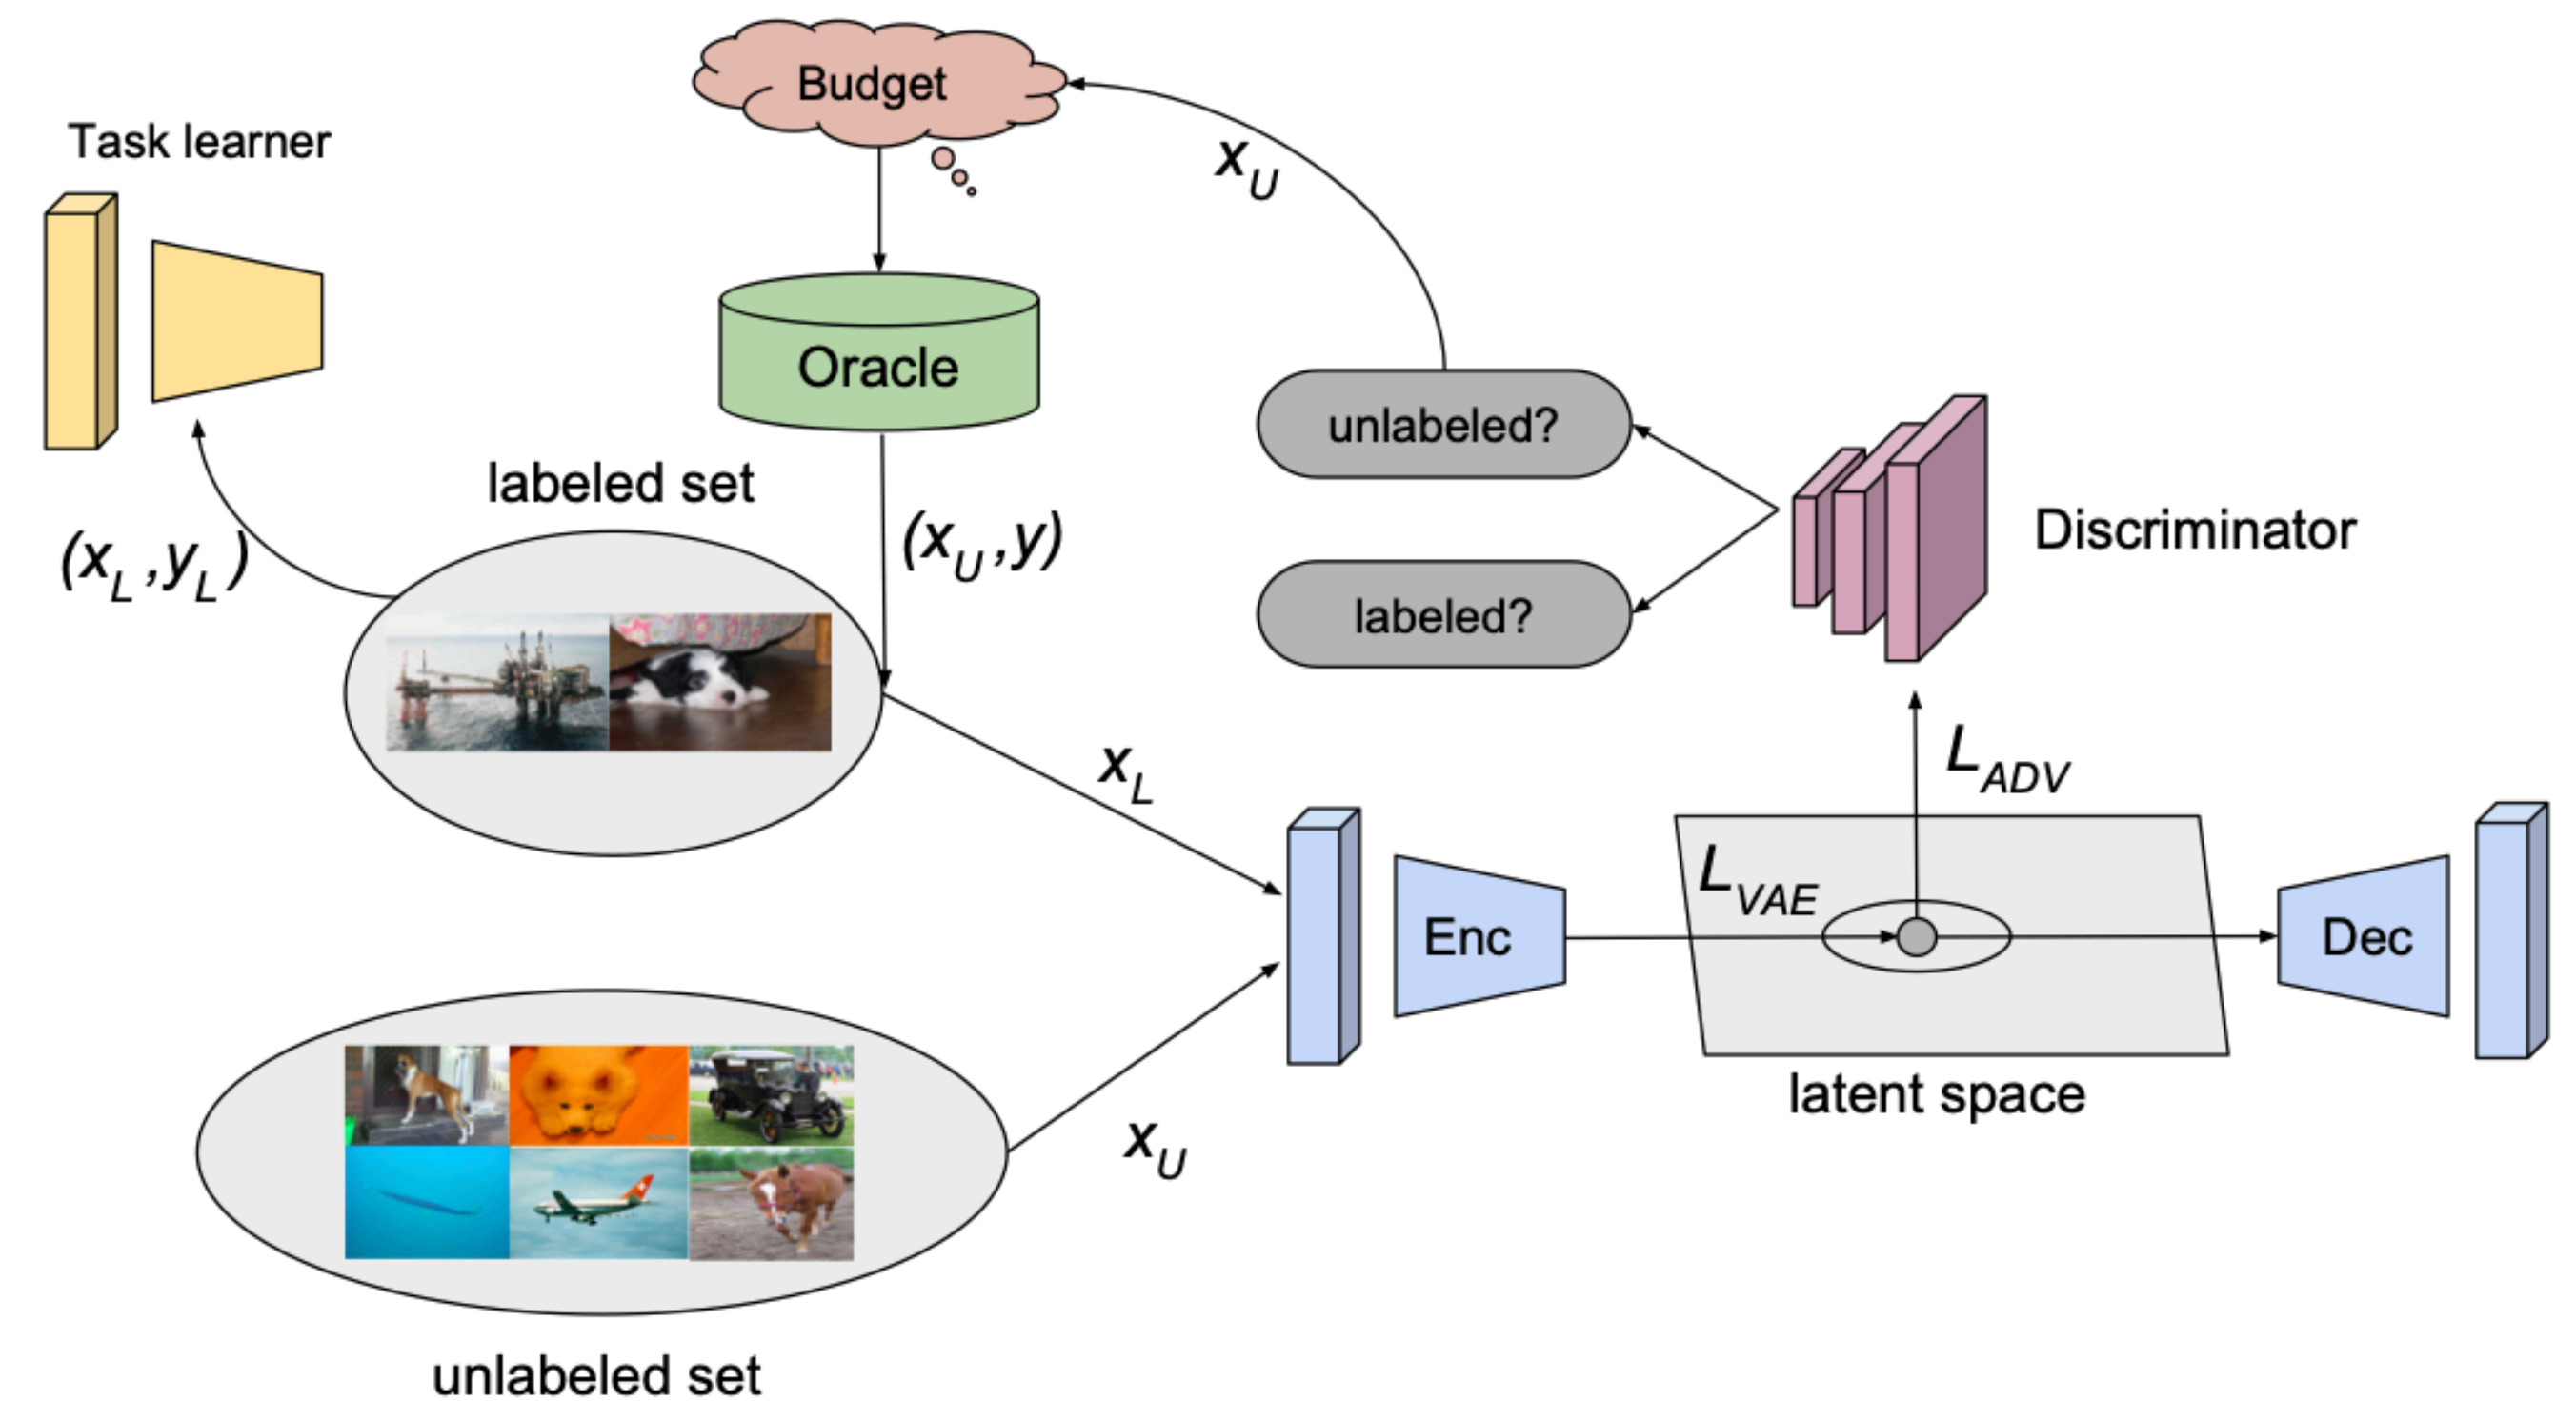 Budget
Task learner
x_U
Oracle
unlabeled?
labeled set
(x_L,y_L)
(x_U,y)
Discriminator
labeled?
x_L
L_ADV
L_VAE
Enc
Dec
latent space
x_U
unlabeled set